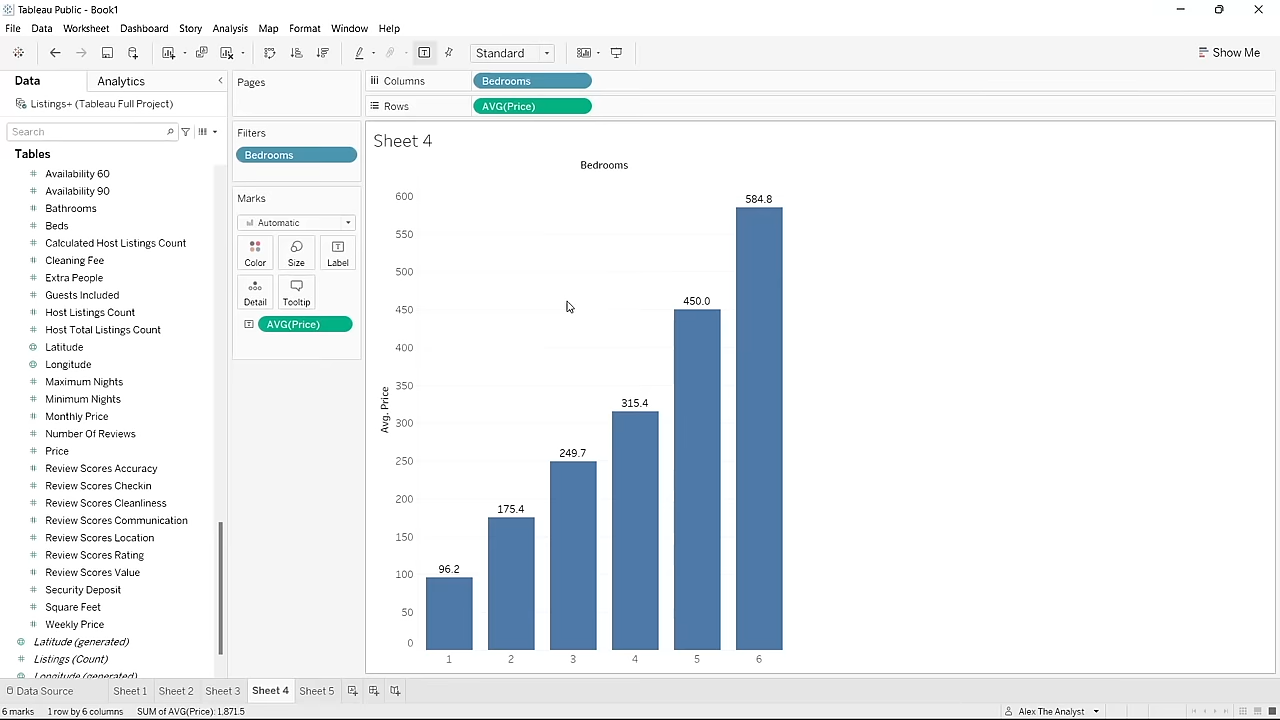 Tableau Public - Book1
File Data Worksheet Dashboard Story Analysis Map Format Window Help
Standard
Show Me
Data Analytics
Listings+ (Tableau Full Project)
Search
Tables
Availability 60
Availability 90
Bathrooms
Beds
Calculated Host Listings Count
Cleaning Fee
Extra People
Guests Included
Host Listings Count
Host Total Listings Count
Latitude
Longitude
Maximum Nights
Minimum Nights
Monthly Price
Number Of Reviews
Price
Review Scores Accuracy
Review Scores Checkin
Review Scores Cleanliness
Review Scores Communication
Review Scores Location
Review Scores Rating
Review Scores Value
Security Deposit
Square Feet
Weekly Price
Latitude (generated)
Listings (Count)
Longitude (generated)
Pages
Filters
Bedrooms
Marks
Automatic
Color Size Label
Detail Tooltip
AVG(Price)
Columns Bedrooms
Rows AVG(Price)
Sheet 4
Bedrooms
Avg. Price
600
550
500
450
400
350
300
250
200
150
100
50
0
96.2
175.4
249.7
315.4
450.0
584.8
1 2 3 4 5 6
Data Source Sheet 1 Sheet 2 Sheet 3 Sheet 4 Sheet 5
6 marks 1 row by 6 columns SUM of AVG(Price): 1,871.5 Alex The Analyst